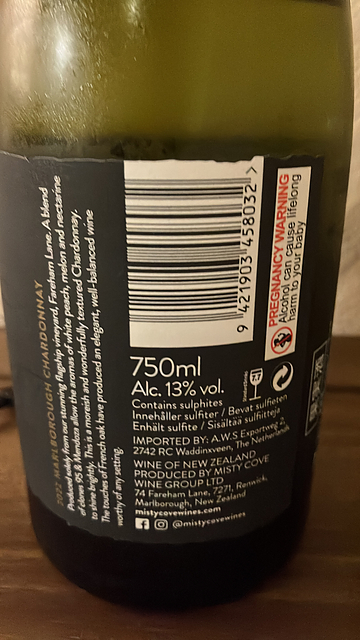 2022 MARLBOROUGH CHARDONNAY
Produced solely from our stunning flagship vineyard, Fareham Lane. A blend
of clones 95 & Mendoza allow the aromas of white peach, melon and nectarine
to shine brightly. This is a moreish and wonderfully textured Chardonnay.
The touches of French oak have produced an elegant, well-balanced wine
worthy of any setting.
9 421903 458032 >
PREGNANCY WARNING
Alcohol can cause lifelong
harm to your baby
750ml
Alc. 13% vol.
Contains sulphites
Innehåller sulfiter / Bevat sulfieten
Enhält sulfite / Sisältää sulfiitteja
IMPORTED BY: A.W.S Exportweg 2
2742 RC Waddinxveen, The Netherlands
WINE OF NEW ZEALAND
PRODUCED BY MISTY COVE
WINE GROUP LTD
74 Fareham Lane, 7271, Renwick,
Marlborough, New Zealand
mistycovewines.com
@mistycovewines